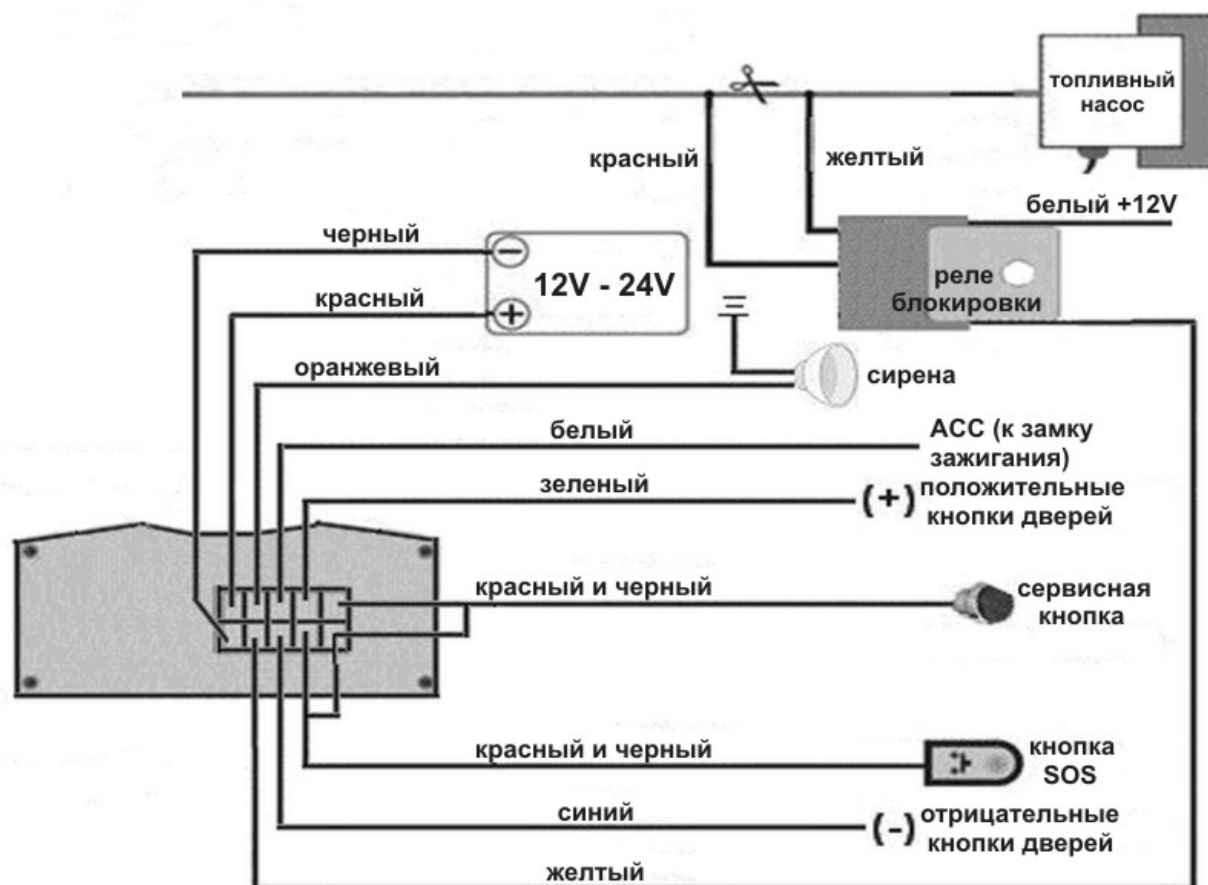 топливный
насос
красный
желтый
белый +12V
черный
12V - 24V
реле
блокировки
красный
оранжевый
сирена
белый
ACC (к замку
зажигания)
зеленый
(+) положительные
кнопки дверей
красный и черный
сервисная
кнопка
красный и черный
кнопка
SOS
синий
(-) отрицательные
кнопки дверей
желтый